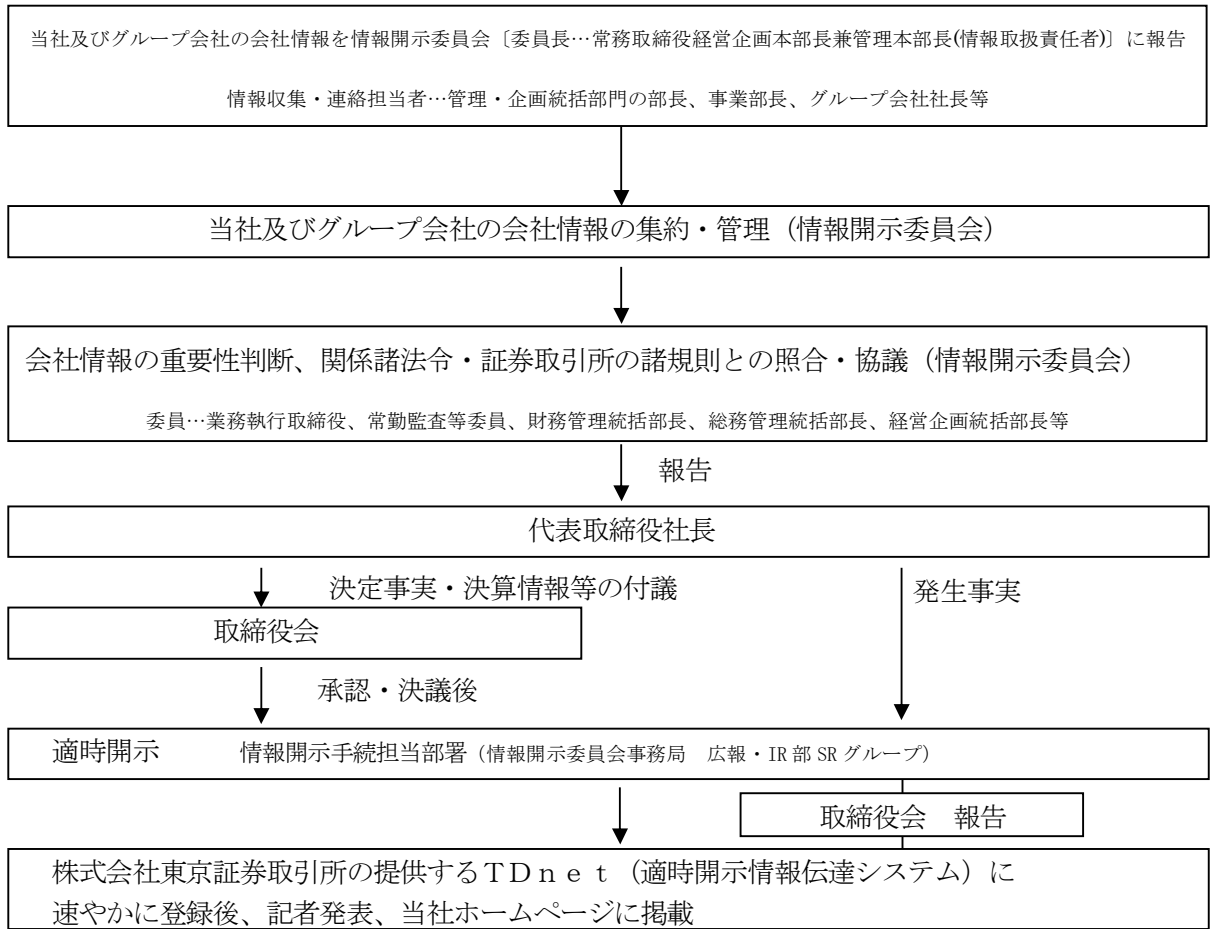 当社及びグループ会社の会社情報を情報開示委員会〔委員長…常務取締役経営企画本部長兼管理本部長(情報取扱責任者)〕に報告
情報収集・連絡担当者…管理・企画統括部門の部長、事業部長、グループ会社社長等
当社及びグループ会社の会社情報の集約・管理（情報開示委員会）
会社情報の重要性判断、関係諸法令・証券取引所の諸規則との照合・協議（情報開示委員会）
委員…業務執行取締役、常勤監査等委員、財務管理統括部長、総務管理統括部長、経営企画統括部長等
報告
代表取締役社長
決定事実・決算情報等の付議
発生事実
取締役会
承認・決議後
適時開示　情報開示手続担当部署（情報開示委員会事務局　広報・IR部SRグループ）
取締役会　報告
株式会社東京証券取引所の提供するＴＤｎｅｔ（適時開示情報伝達システム）に
速やかに登録後、記者発表、当社ホームページに掲載